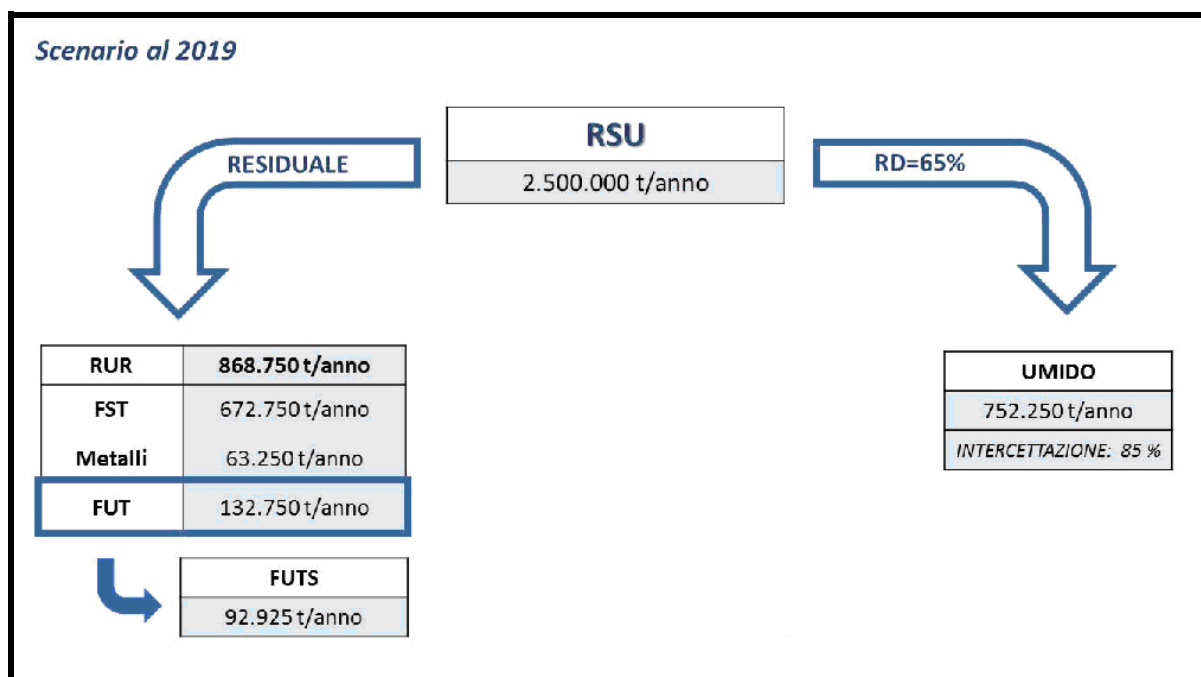 Scenario al 2019
RSU
2.500.000 t/anno
RESIDUALE
RD=65%
RUR 868.750 t/anno
FST 672.750 t/anno
Metalli 63.250 t/anno
FUT 132.750 t/anno
FUTS
92.925 t/anno
UMIDO
752.250 t/anno
INTERCETTAZIONE: 85 %